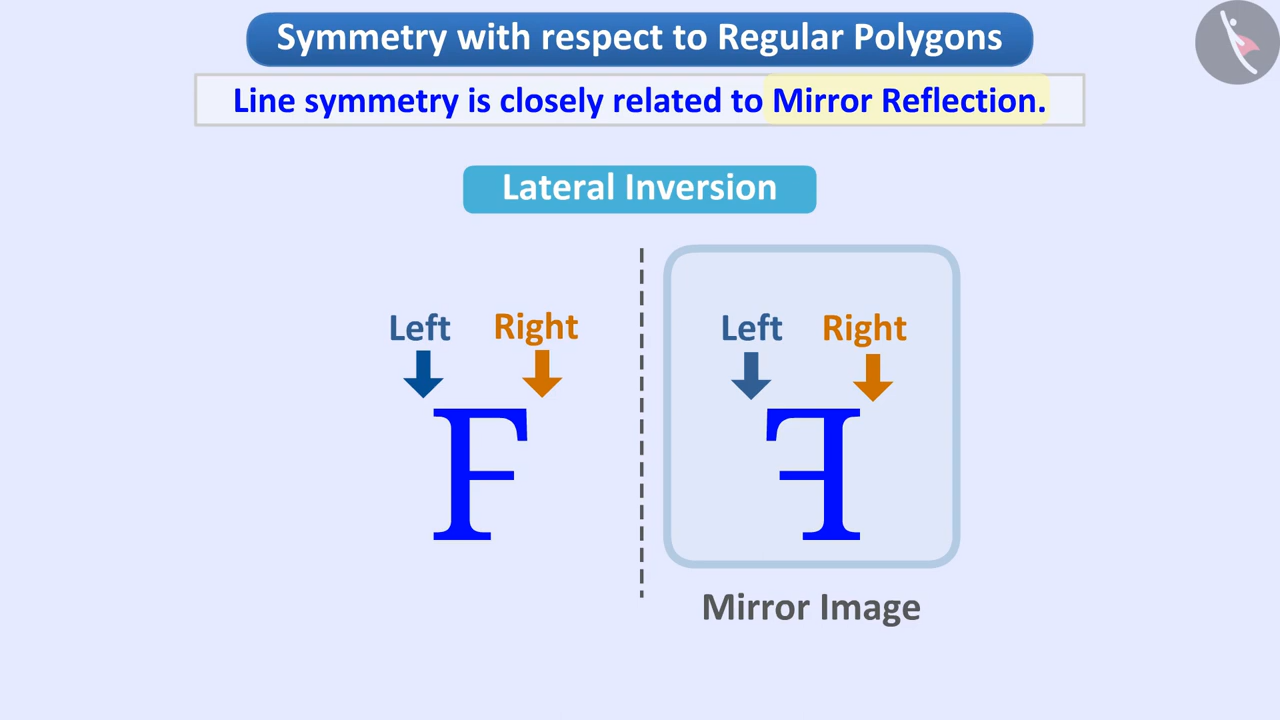 Symmetry with respect to Regular Polygons
Line symmetry is closely related to Mirror Reflection.
Lateral Inversion
Left Right
Left Right
F
Mirror Image